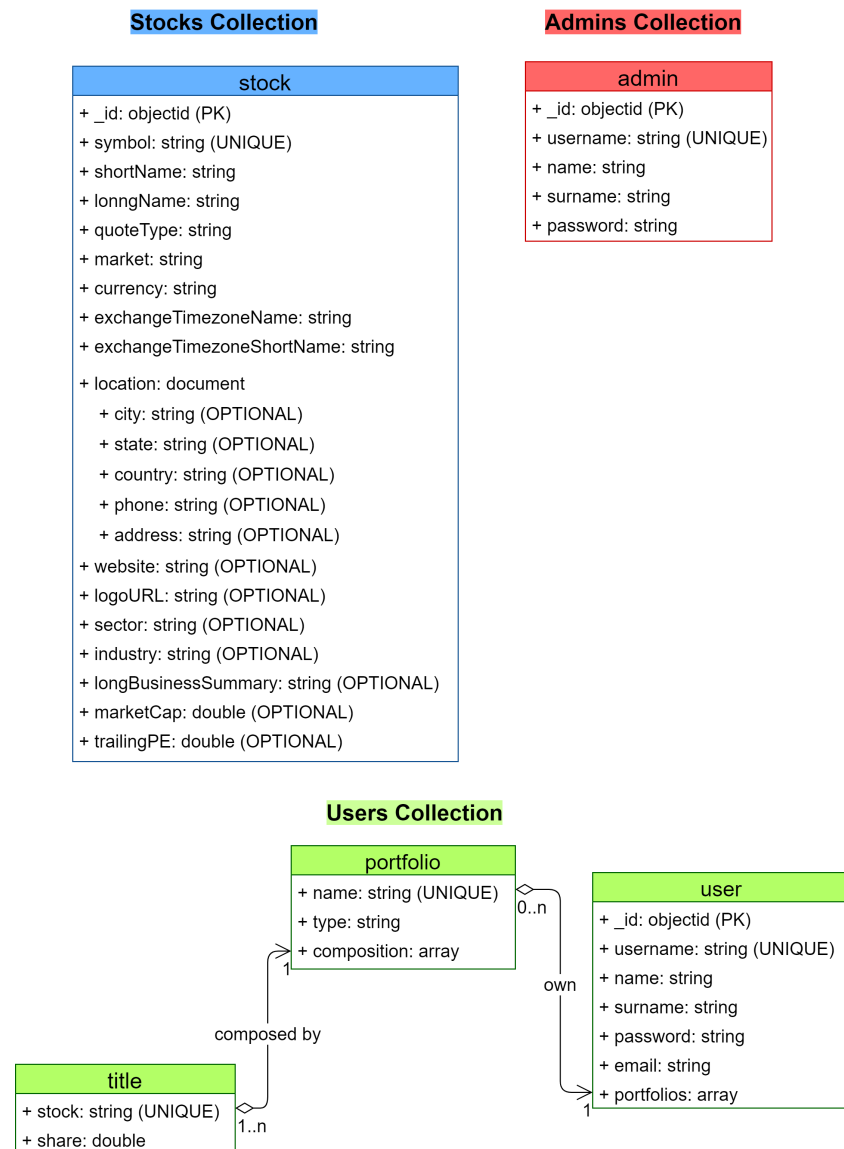 Stocks Collection
Admins Collection
stock
+ _id: objectid (PK)
+ symbol: string (UNIQUE)
+ shortName: string
+ lonngName: string
+ quoteType: string
+ market: string
+ currency: string
+ exchangeTimezoneName: string
+ exchangeTimezoneShortName: string
+ location: document
+ city: string (OPTIONAL)
+ state: string (OPTIONAL)
+ country: string (OPTIONAL)
+ phone: string (OPTIONAL)
+ address: string (OPTIONAL)
+ website: string (OPTIONAL)
+ logoURL: string (OPTIONAL)
+ sector: string (OPTIONAL)
+ industry: string (OPTIONAL)
+ longBusinessSummary: string (OPTIONAL)
+ marketCap: double (OPTIONAL)
+ trailingPE: double (OPTIONAL)
admin
+ _id: objectid (PK)
+ username: string (UNIQUE)
+ name: string
+ surname: string
+ password: string
Users Collection
portfolio
+ name: string (UNIQUE)
+ type: string
+ composition: array
0..n
own
1
user
+ _id: objectid (PK)
+ username: string (UNIQUE)
+ name: string
+ surname: string
+ password: string
+ email: string
+ portfolios: array
1
composed by
1..n
title
+ stock: string (UNIQUE)
+ share: double